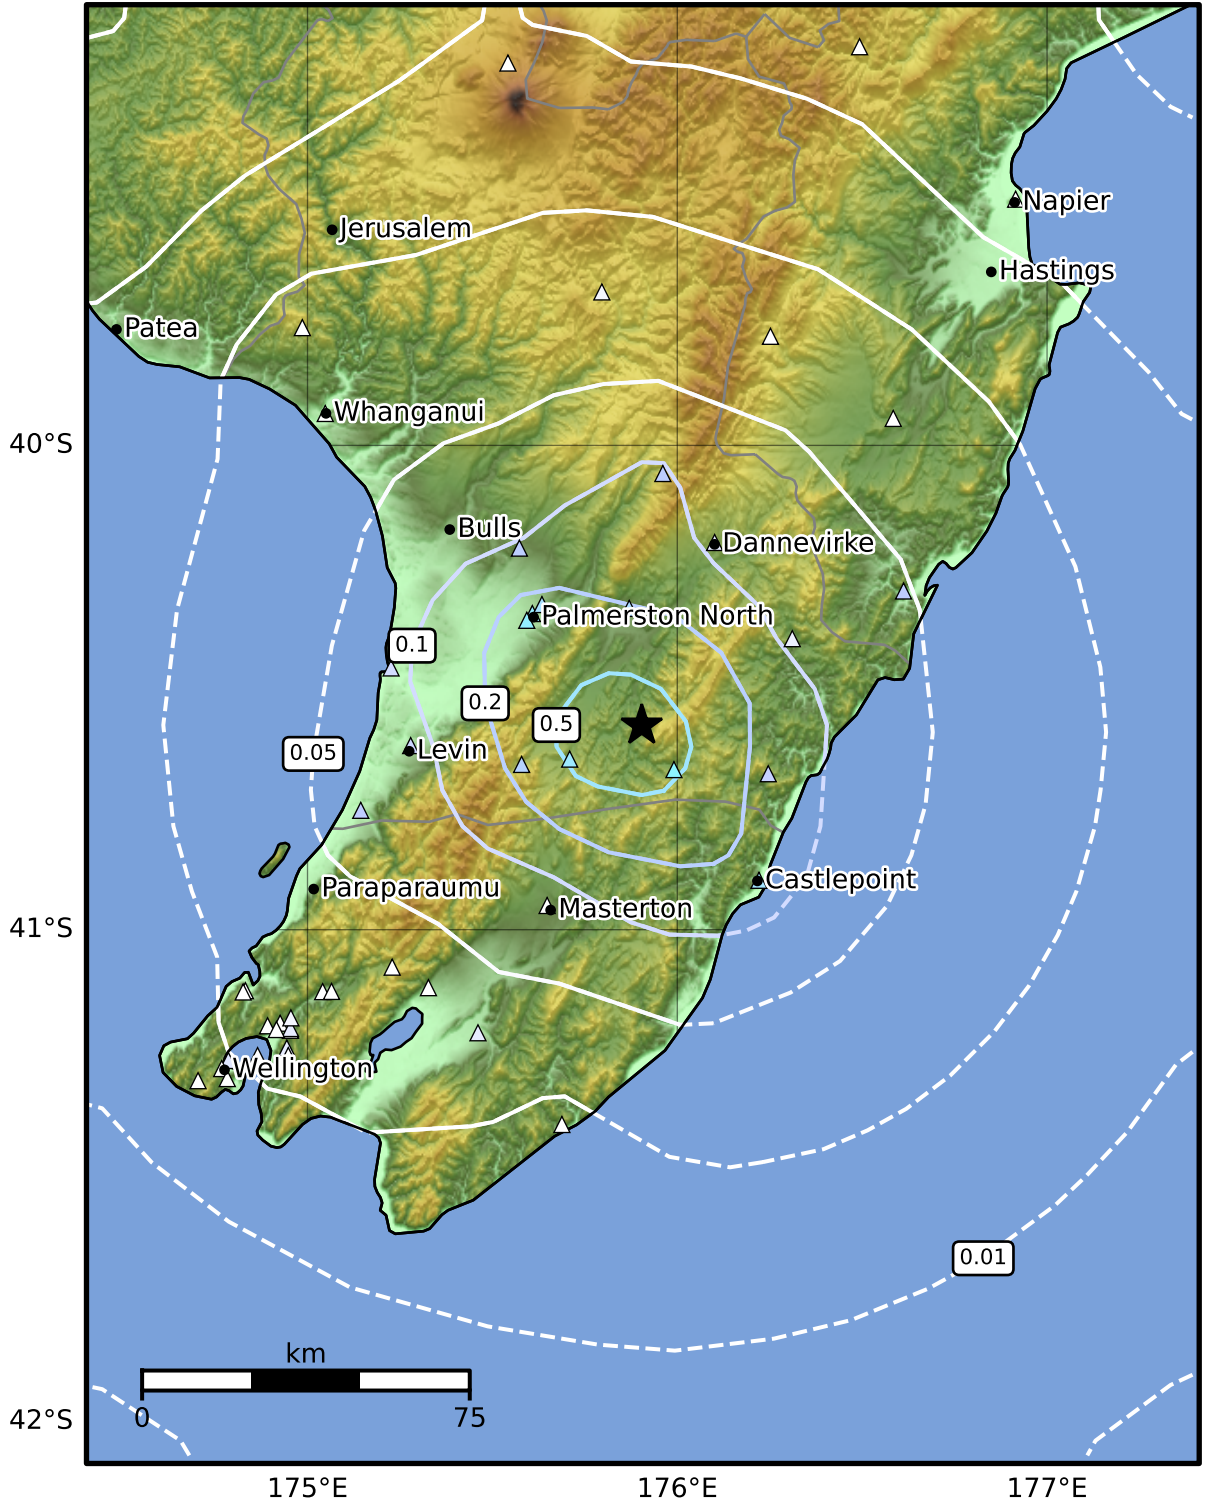 Napier
Jerusalem
Hastings
Patea
Whanganui
40°S
Bulls
Dannevirke
Palmerston North
0.1
0.2
0.5
Levin
0.05
Castlepoint
Paraparaumu
Masterton
41°S
Wellington
0.01
km
0 75
42°S
175°E 176°E 177°E